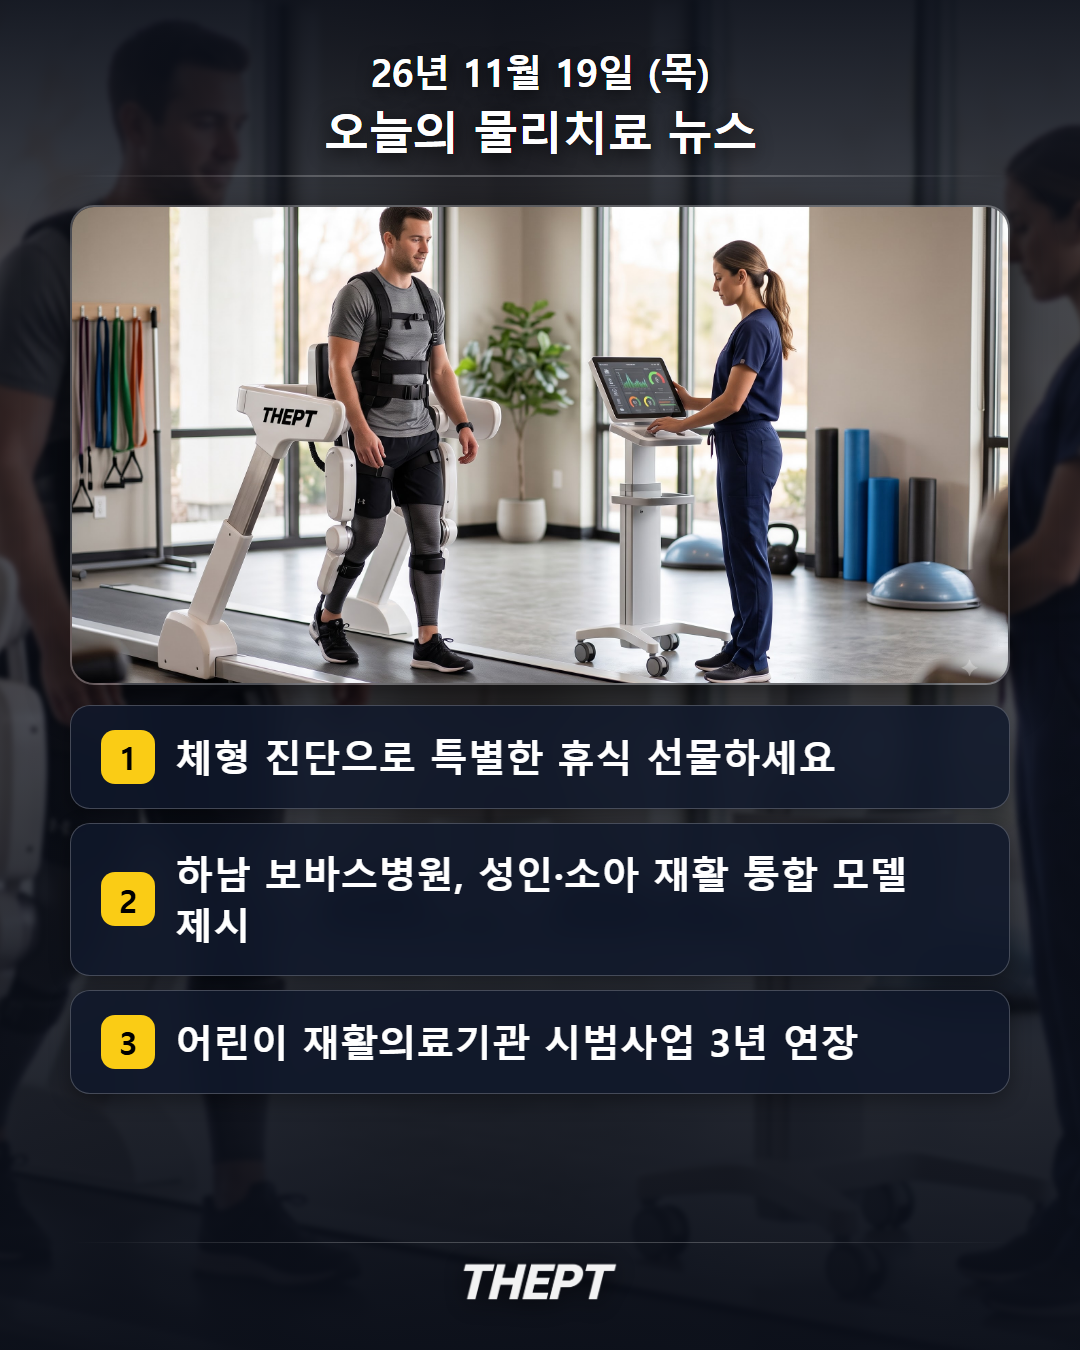 26년 11월 19일 (목)
오늘의 물리치료 뉴스
THEPT
1 체형 진단으로 특별한 휴식 선물하세요
2 하남 보바스병원, 성인·소아 재활 통합 모델
제시
3 어린이 재활의료기관 시범사업 3년 연장
THEPT